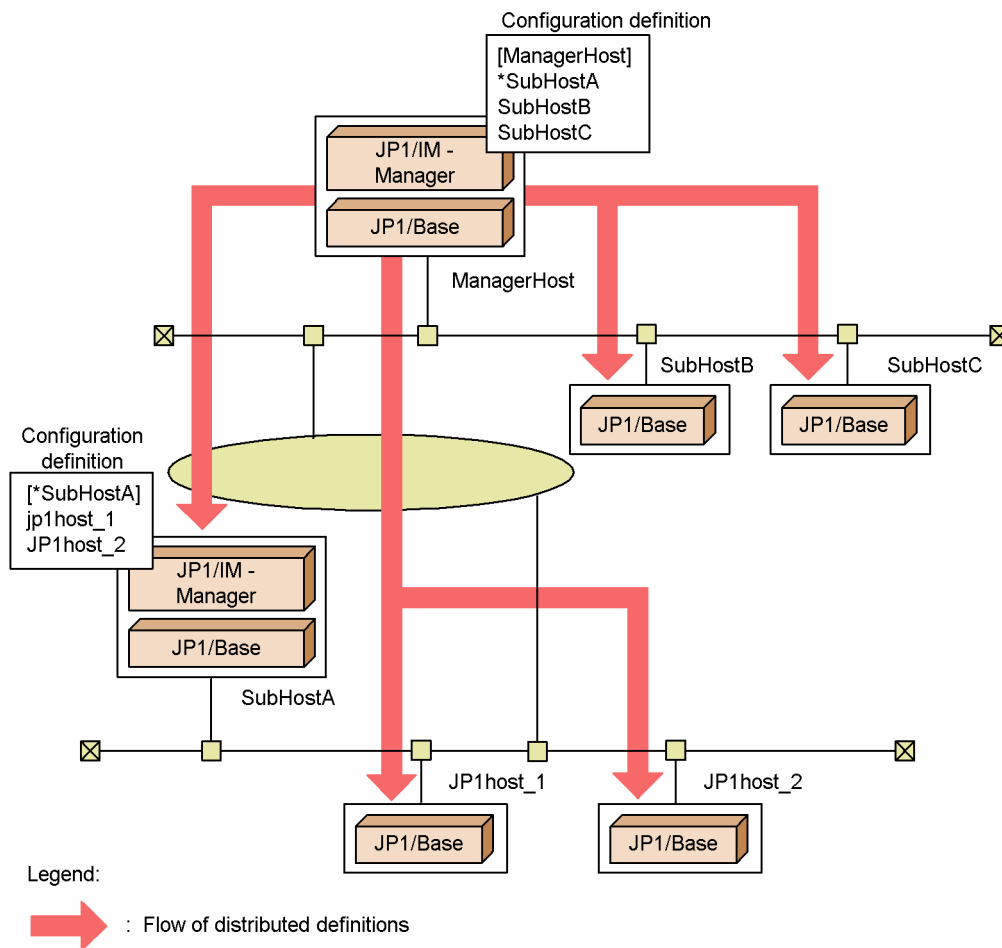 Configuration definition
[ManagerHost]
*SubHostA
SubHostB
SubHostC
JP1/IM -
Manager
JP1/Base
ManagerHost
SubHostB
SubHostC
JP1/Base
JP1/Base
Configuration
definition
[*SubHostA]
jp1host_1
JP1host_2
JP1/IM -
Manager
JP1/Base
SubHostA
JP1host_1
JP1host_2
JP1/Base
JP1/Base
Legend:
: Flow of distributed definitions